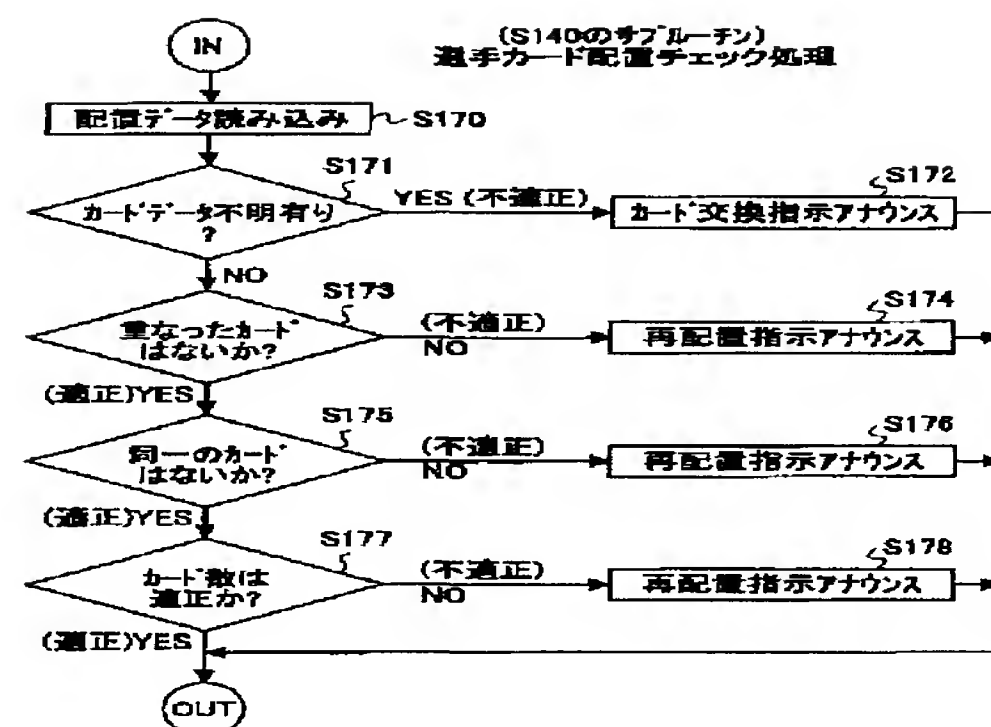 IN
(S140のサブルーチン)
選手カード配置チェック処理
配置データ読み込み
S170
S171
カードデータ不明有り
?
YES (不適正)
S172
カード交換指示アナウンス
NO
S173
重なったカード
はないか?
(不適正)
NO
S174
再配置指示アナウンス
(適正)YES
S175
同一のカード
はないか?
(不適正)
NO
S176
再配置指示アナウンス
(適正)YES
S177
カード数は
適正か?
(不適正)
NO
S178
再配置指示アナウンス
(適正)YES
OUT